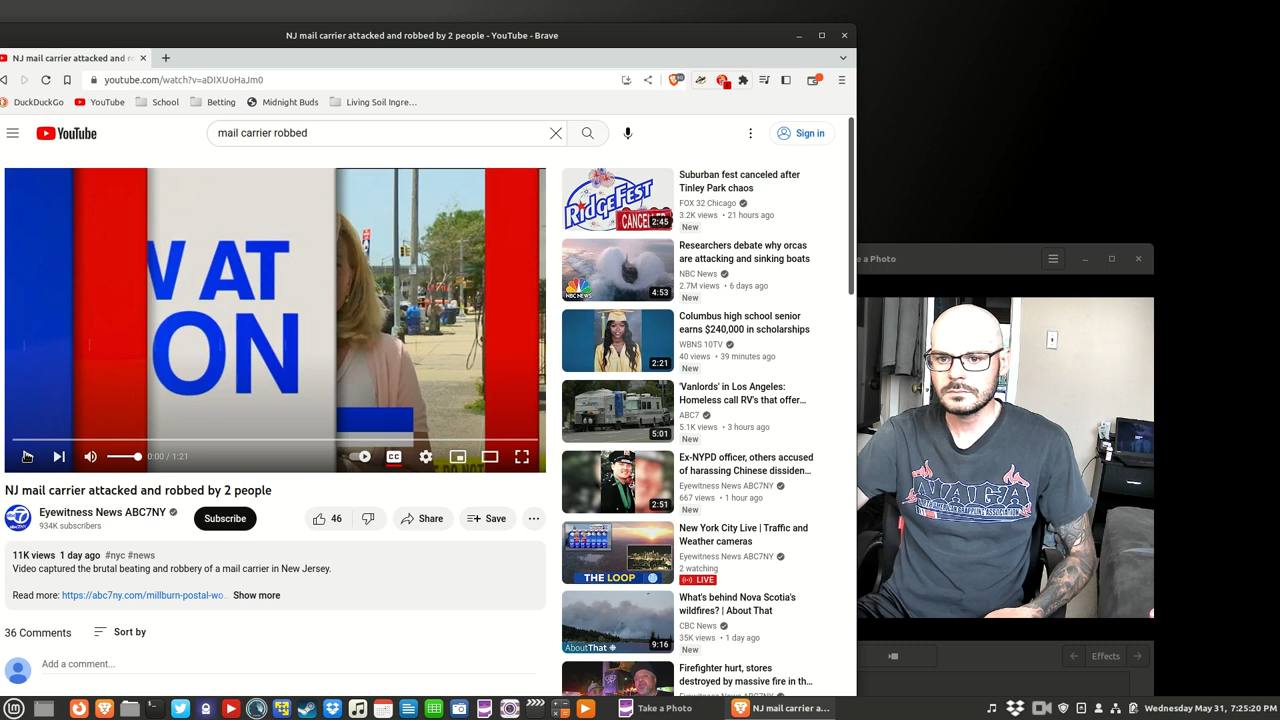 NJ mail carrier attacked and robbed by 2 people - YouTube - Brave
NJ mail carrier attacked and ro
youtube.com/watch?v=aDIXUoHaJm0
DuckDuckGo
YouTube
School
Betting
Midnight Buds
Living Soil Ingre...
YouTube
mail carrier robbed
Sign in
W AT
ON
0:00 / 1:21
NJ mail carrier attacked and robbed by 2 people
Eyewitness News ABC7NY
934K subscribers
Subscribe
46
Share
Save
11K views 1 day ago #nyc #news
Video captured the brutal beating and robbery of a mail carrier in New Jersey.
Read more: https://abc7ny.com/millburn-postal-wo... Show more
36 Comments
Sort by
Add a comment...
RIDGEFEST
CANCELLED
2:45
Suburban fest canceled after
Tinley Park chaos
FOX 32 Chicago
3.2K views • 21 hours ago
New
NBC NEWS
4:53
Researchers debate why orcas
are attacking and sinking boats
NBC News
2.7M views • 6 days ago
New
2:21
Columbus high school senior
earns $240,000 in scholarships
WBNS 10TV
40 views • 39 minutes ago
New
5:01
'Vanlords' in Los Angeles:
Homeless call RV's that offer...
ABC7
5.1K views • 3 hours ago
New
2:51
Ex-NYPD officer, others accused
of harassing Chinese dissiden...
Eyewitness News ABC7NY
667 views • 1 hour ago
New
THE LOOP
New York City Live | Traffic and
Weather cameras
Eyewitness News ABC7NY
2 watching
LIVE
AboutThat
9:16
What's behind Nova Scotia's
wildfires? | About That
CBC News
35K views • 1 day ago
New
Firefighter hurt, stores
destroyed by massive fire in th...
e a Photo
NAGA
Effects
Take a Photo
NJ mail carrier a...
Wednesday May 31, 7:25:20 PM